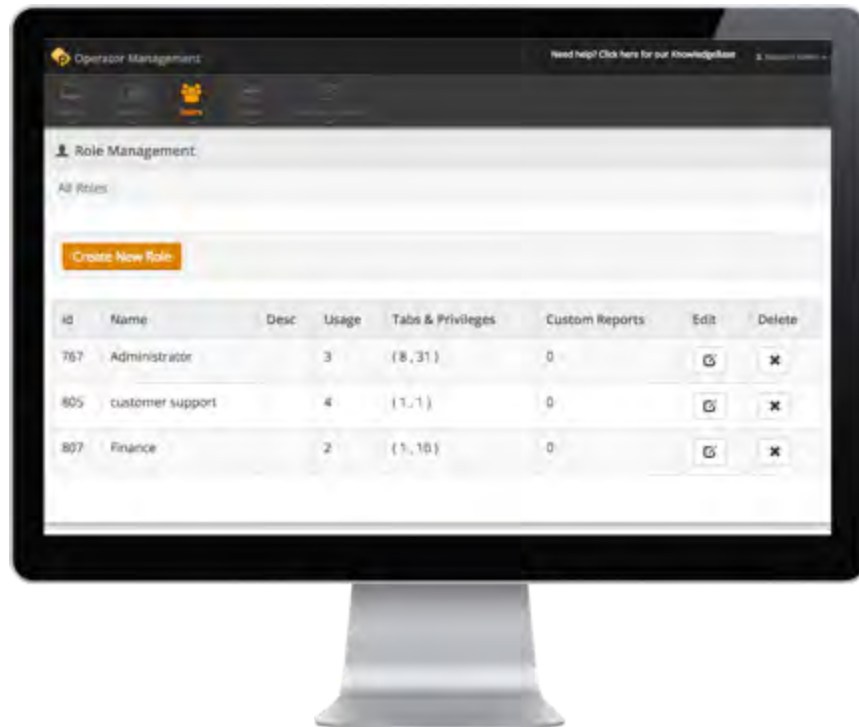 Operator Management
Need help? Click here for our KnowledgeBase
Role Management
All Roles
Create New Role
id Name Desc Usage Tabs & Privileges Custom Reports Edit Delete
767 Administrator 3 ( 8 , 31 ) 0
805 customer support 4 ( 1 , 1 ) 0
807 Finance 2 ( 1 , 10 ) 0